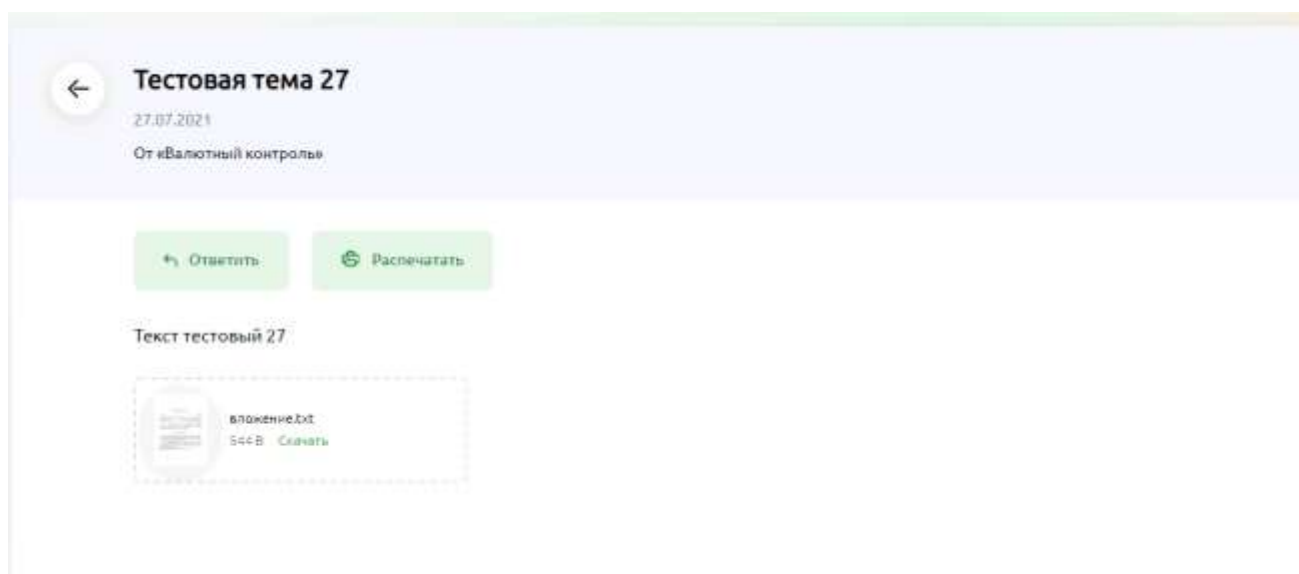 Тестовая тема 27
27.07.2021
От «Валютный контроль»
Ответить
Распечатать
Текст тестовый 27
вложение.txt
544 B Скачать